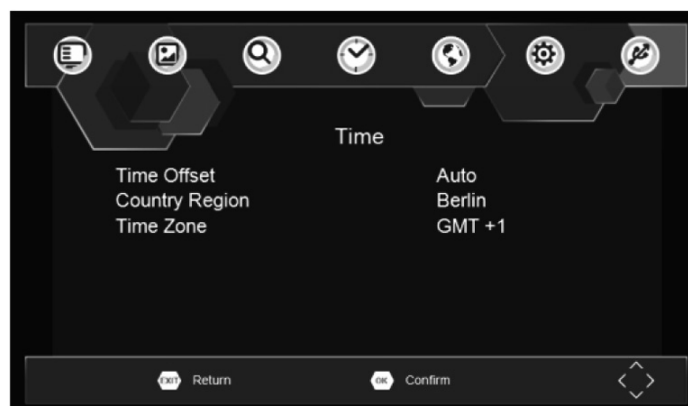 Time
Time Offset Auto
Country Region Berlin
Time Zone GMT +1
EXIT Return OK Confirm